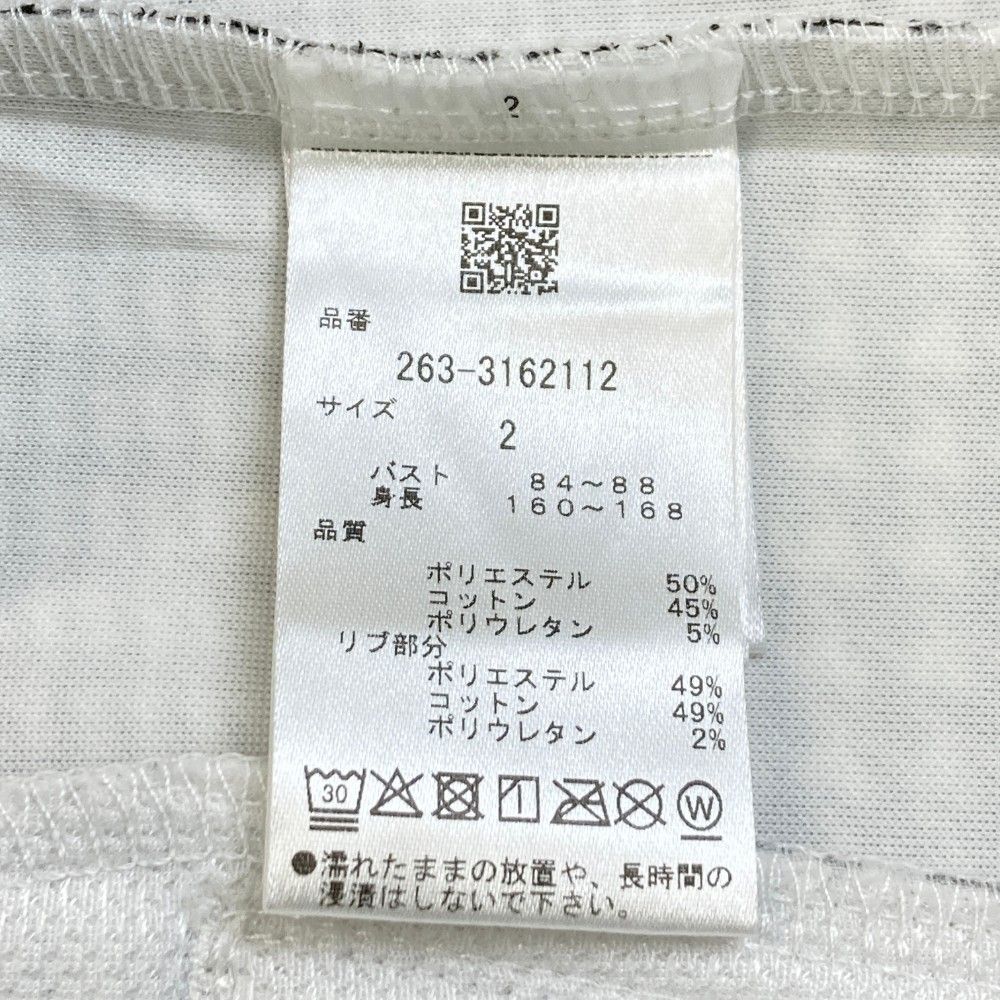 2
品番
263-3162112
サイズ
2
バスト 84～88
身長 160～168
品質
ポリエステル 50%
コットン 45%
ポリウレタン 5%
リブ部分
ポリエステル 49%
コットン 49%
ポリウレタン 2%
30 W
●濡れたままの放置や、長時間の
浸漬はしないで下さい。